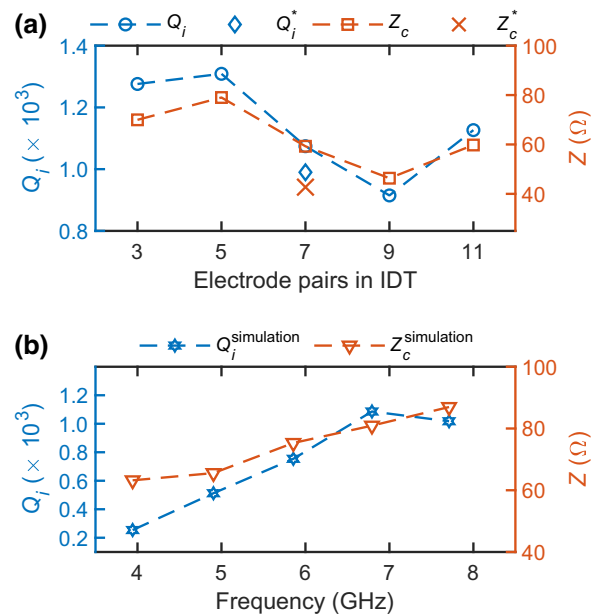 (a)
Q_i Q_i^* Z_c Z_c^*
1.4
1.2
1.0
0.8
Q_i (× 10^3)
100
80
60
40
Z (Ω)
3 5 7 9 11
Electrode pairs in IDT
(b)
Q_i^simulation Z_c^simulation
1.2
1.0
0.8
0.6
0.4
0.2
Q_i (× 10^3)
100
80
60
40
Z (Ω)
4 5 6 7 8
Frequency (GHz)